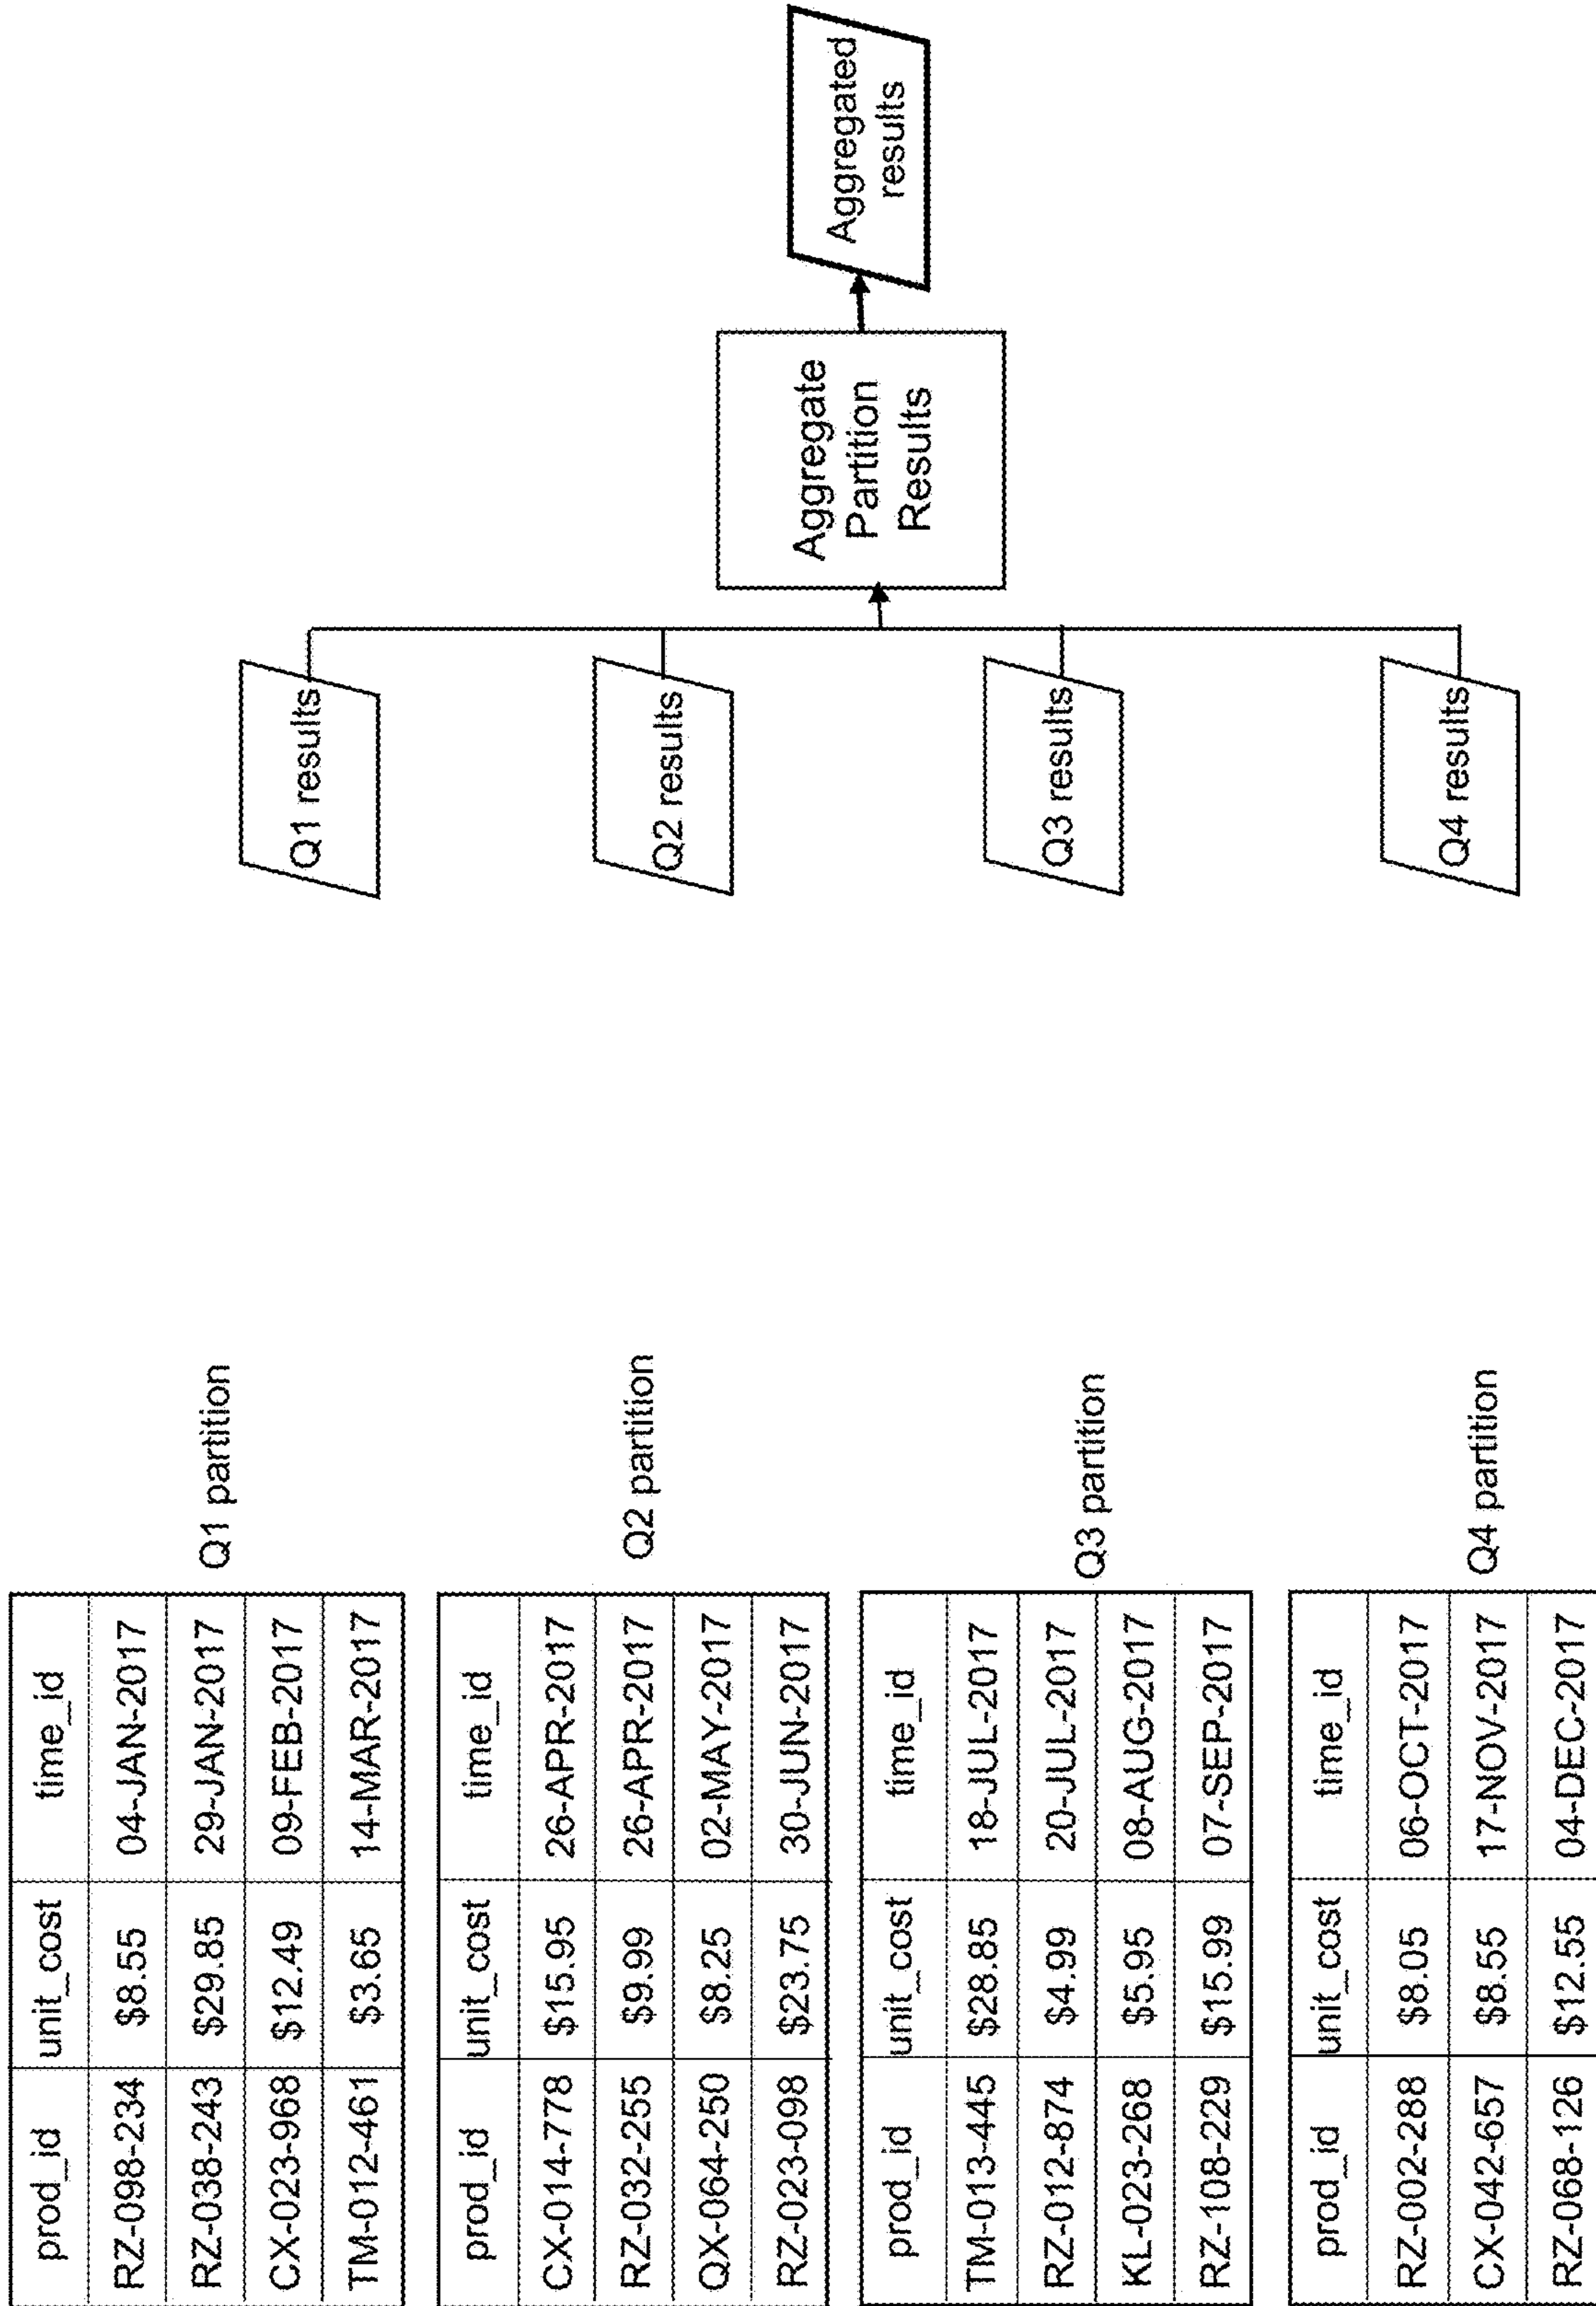 prod_id unit_cost time_id
RZ-098-234 $8.55 04-JAN-2017
RZ-038-243 $29.85 29-JAN-2017
CX-023-968 $12.49 09-FEB-2017
TM-012-461 $3.65 14-MAR-2017
Q1 partition
prod_id unit_cost time_id
CX-014-778 $15.95 26-APR-2017
RZ-032-255 $9.99 26-APR-2017
QX-064-250 $8.25 02-MAY-2017
RZ-023-098 $23.75 30-JUN-2017
Q2 partition
prod_id unit_cost time_id
TM-013-445 $28.85 18-JUL-2017
RZ-012-874 $4.99 20-JUL-2017
KL-023-268 $5.95 08-AUG-2017
RZ-108-229 $15.99 07-SEP-2017
Q3 partition
prod_id unit_cost time_id
RZ-002-288 $8.05 06-OCT-2017
CX-042-657 $8.55 17-NOV-2017
RZ-068-126 $12.55 04-DEC-2017
Q4 partition
Q1 results
Q2 results
Q3 results
Q4 results
Aggregate
Partition
Results
Aggregated
results